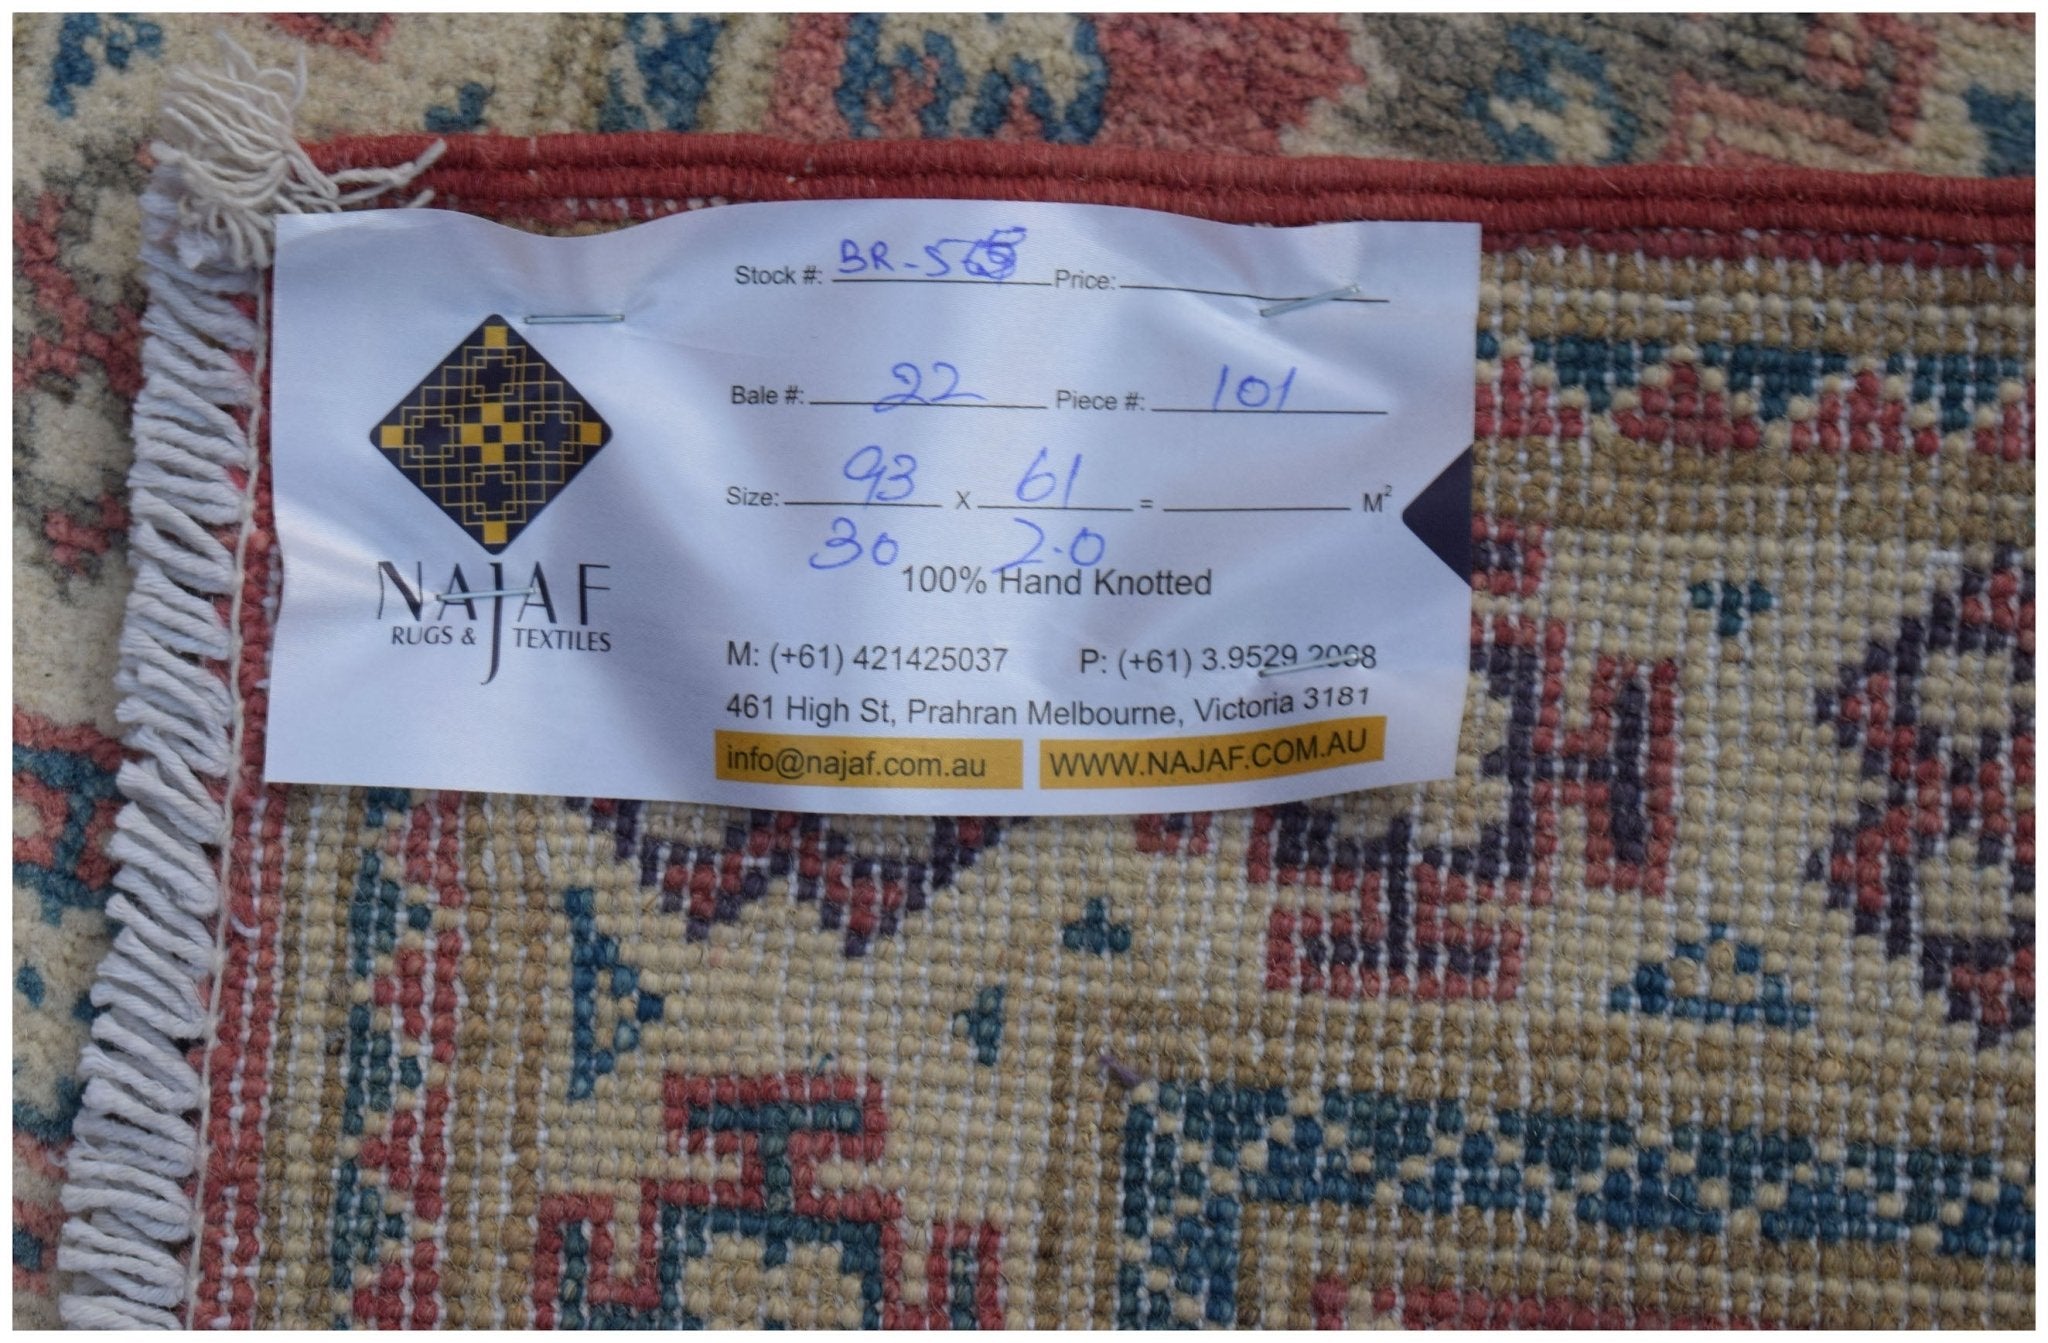 Stock #: BR-565 Price:
Bale #: 22 Piece #: 101
Size: 93 X 61 = M²
30 2.0
100% Hand Knotted
NAJAF
RUGS & TEXTILES
M: (+61) 421425037 P: (+61) 3.9529 2068
461 High St, Prahran Melbourne, Victoria 3181
info@najaf.com.au WWW.NAJAF.COM.AU